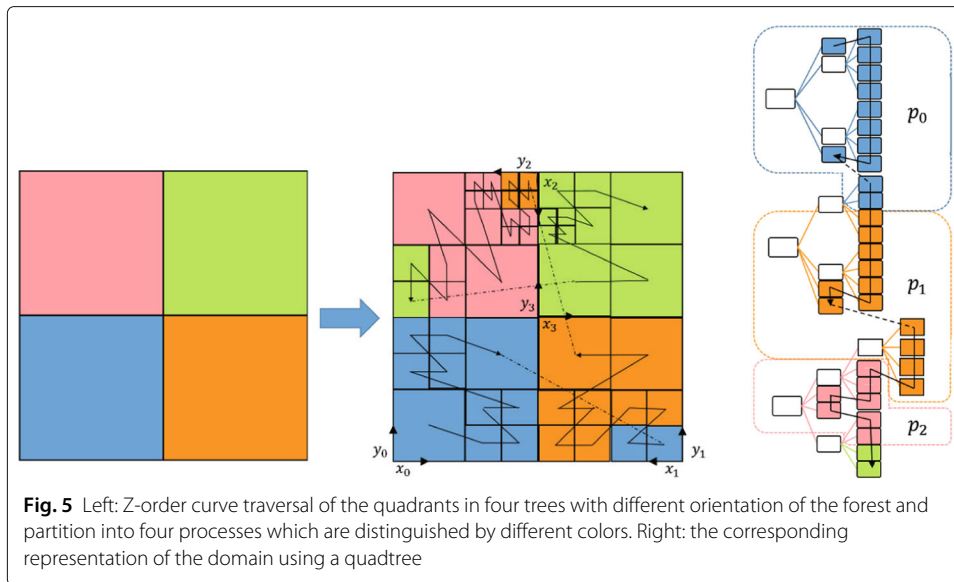 y₂
x₂
y₃
x₃
y₀
x₀
y₁
x₁
p₀
p₁
p₂
Fig. 5 Left: Z-order curve traversal of the quadrants in four trees with different orientation of the forest and
partition into four processes which are distinguished by different colors. Right: the corresponding
representation of the domain using a quadtree